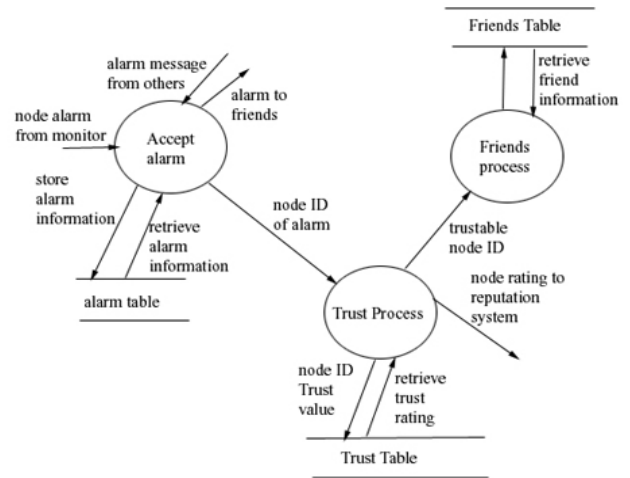 Friends Table
alarm message
from others
retrieve
friend
information
alarm to
friends
node alarm
from monitor
Accept
alarm
Friends
process
store
alarm
information
node ID
of alarm
retrieve
alarm
information
trustable
node ID
alarm table
node rating to
reputation
system
Trust Process
node ID
Trust
value
retrieve
trust
rating
Trust Table